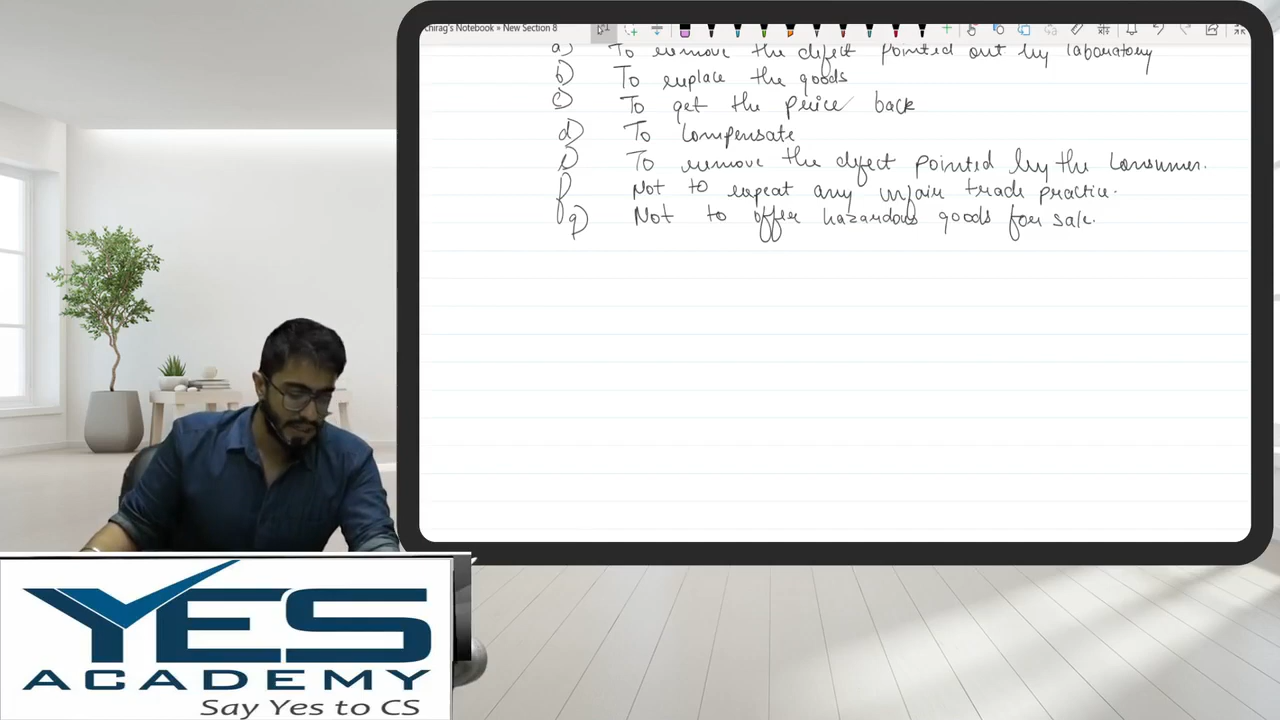 chirag's Notebook » New Section 8
a) To remove the defect pointed out by laboratory
b) To replace the goods
c) To get the price back
d) To compensate
e) To remove the defect pointed by the consumer.
f) Not to repeat any unfair trade practice.
g) Not to offer hazardous goods for sale.
YES
ACADEMY
Say Yes to CS